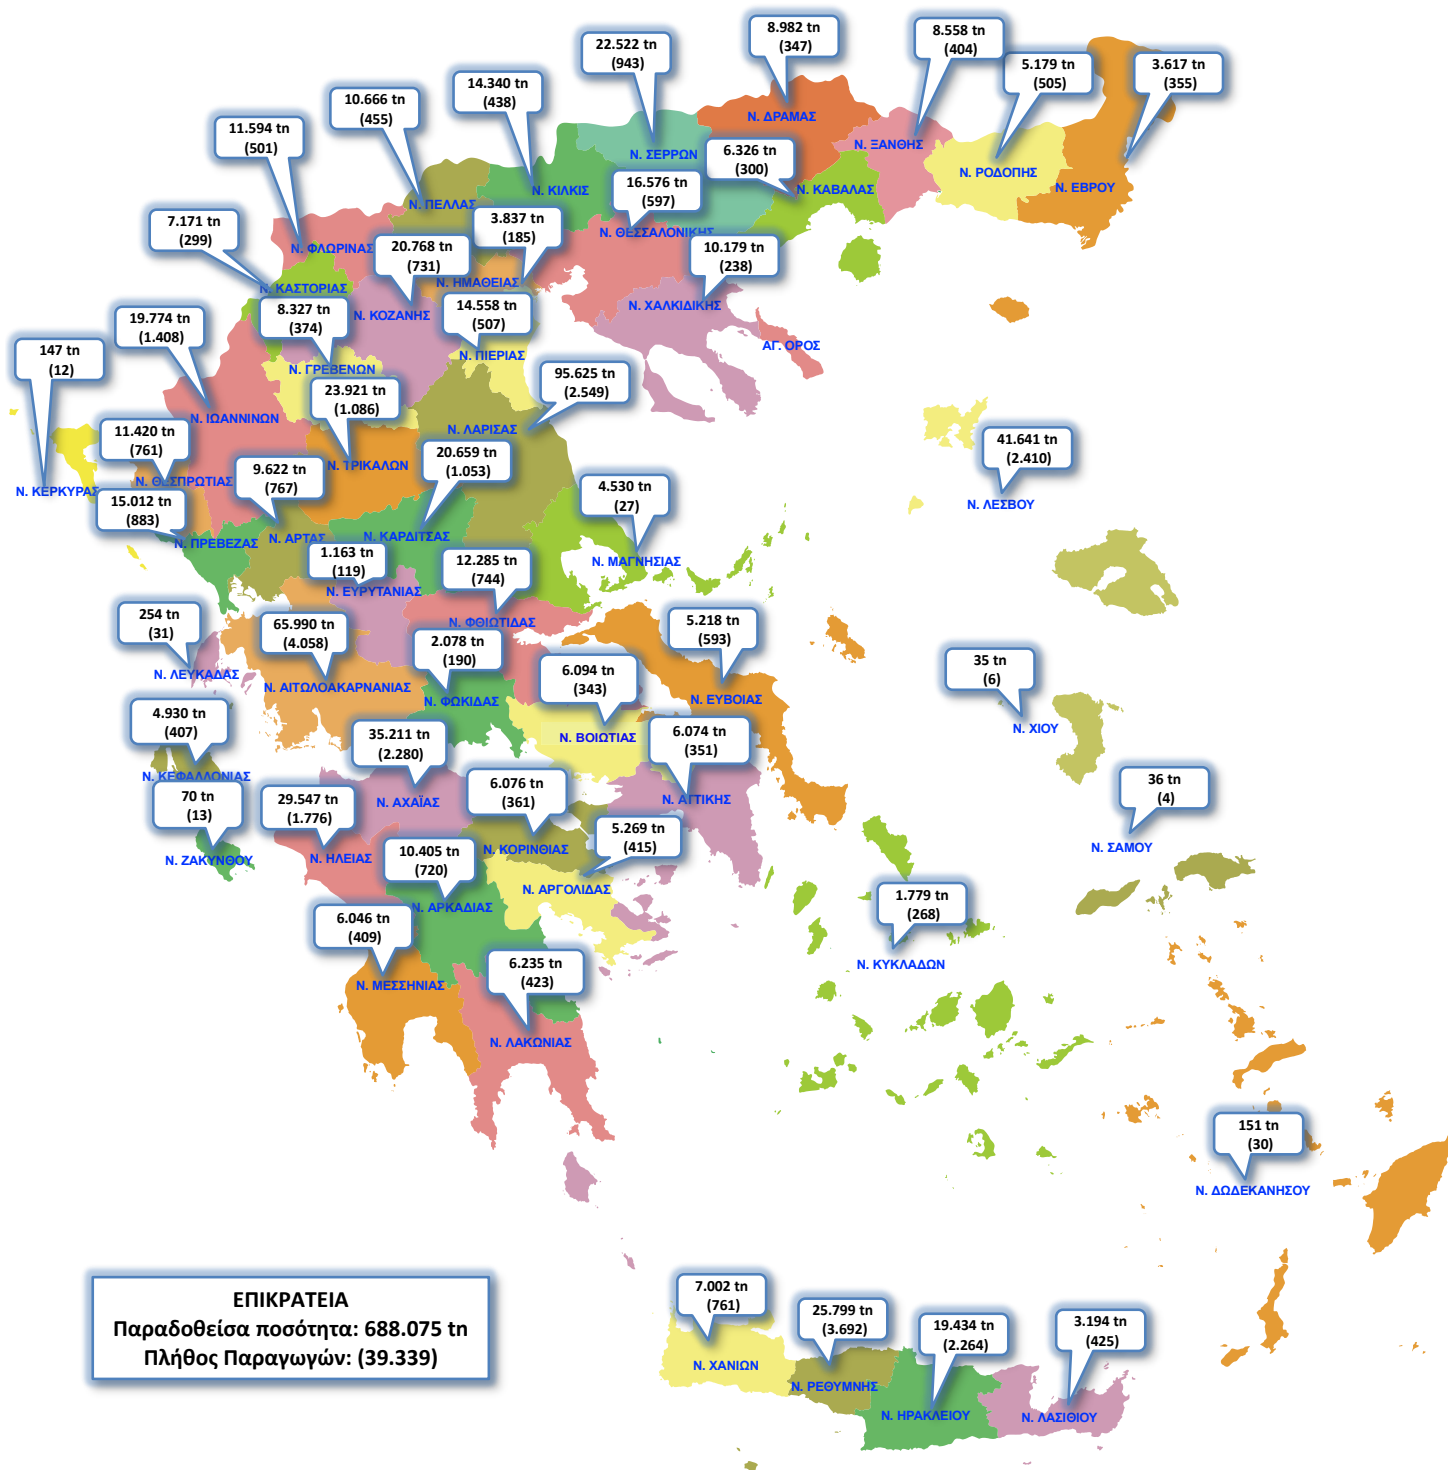 8.982 tn
(347)
8.558 tn
(404)
22.522 tn
(943)
5.179 tn
(505)
3.617 tn
(355)
14.340 tn
(438)
10.666 tn
(455)
11.594 tn
(501)
Ν. ΔΡΑΜΑΣ
Ν. ΞΑΝΘΗΣ
Ν. ΣΕΡΡΩΝ
6.326 tn
(300)
Ν. ΡΟΔΟΠΗΣ
Ν. ΕΒΡΟΥ
Ν. ΚΑΒΑΛΑΣ
16.576 tn
(597)
Ν. ΚΙΛΚΙΣ
Ν. ΠΕΛΛΑΣ
3.837 tn
(185)
Ν. ΘΕΣΣΑΛΟΝΙΚΗΣ
7.171 tn
(299)
Ν. ΦΛΩΡΙΝΑΣ
20.768 tn
(731)
10.179 tn
(238)
Ν. ΗΜΑΘΕΙΑΣ
Ν. ΚΑΣΤΟΡΙΑΣ
8.327 tn
(374)
Ν. ΚΟΖΑΝΗΣ
14.558 tn
(507)
Ν. ΧΑΛΚΙΔΙΚΗΣ
ΑΓ. ΟΡΟΣ
19.774 tn
(1.408)
147 tn
(12)
Ν. ΠΙΕΡΙΑΣ
Ν. ΓΡΕΒΕΝΩΝ
23.921 tn
(1.086)
95.625 tn
(2.549)
Ν. ΙΩΑΝΝΙΝΩΝ
Ν. ΛΑΡΙΣΑΣ
11.420 tn
(761)
20.659 tn
(1.053)
41.641 tn
(2.410)
Ν. ΤΡΙΚΑΛΩΝ
9.622 tn
(767)
Ν. ΘΕΣΠΡΩΤΙΑΣ
Ν. ΚΕΡΚΥΡΑΣ
15.012 tn
(883)
4.530 tn
(27)
Ν. ΛΕΣΒΟΥ
Ν. ΚΑΡΔΙΤΣΑΣ
Ν. ΑΡΤΑΣ
Ν. ΠΡΕΒΕΖΑΣ
1.163 tn
(119)
12.285 tn
(744)
Ν. ΜΑΓΝΗΣΙΑΣ
Ν. ΕΥΡΥΤΑΝΙΑΣ
254 tn
(31)
65.990 tn
(4.058)
Ν. ΦΘΙΩΤΙΔΑΣ
5.218 tn
(593)
2.078 tn
(190)
6.094 tn
(343)
35 tn
(6)
Ν. ΛΕΥΚΑΔΑΣ
Ν. ΑΙΤΩΛΟΑΚΑΡΝΑΝΙΑΣ
Ν. ΦΩΚΙΔΑΣ
Ν. ΕΥΒΟΙΑΣ
4.930 tn
(407)
Ν. ΧΙΟΥ
35.211 tn
(2.280)
Ν. ΒΟΙΩΤΙΑΣ
6.074 tn
(351)
Ν. ΚΕΦΑΛΛΟΝΙΑΣ
70 tn
(13)
29.547 tn
(1.776)
Ν. ΑΧΑΪΑΣ
6.076 tn
(361)
Ν. ΑΤΤΙΚΗΣ
36 tn
(4)
5.269 tn
(415)
Ν. ΖΑΚΥΝΘΟΥ
Ν. ΗΛΕΙΑΣ
10.405 tn
(720)
Ν. ΚΟΡΙΝΘΙΑΣ
Ν. ΣΑΜΟΥ
Ν. ΑΡΓΟΛΙΔΑΣ
1.779 tn
(268)
Ν. ΑΡΚΑΔΙΑΣ
6.046 tn
(409)
6.235 tn
(423)
Ν. ΚΥΚΛΑΔΩΝ
Ν. ΜΕΣΣΗΝΙΑΣ
Ν. ΛΑΚΩΝΙΑΣ
151 tn
(30)
Ν. ΔΩΔΕΚΑΝΗΣΟΥ
ΕΠΙΚΡΑΤΕΙΑ
Παραδοθείσα ποσότητα: 688.075 tn
Πλήθος Παραγωγών: (39.339)
7.002 tn
(761)
25.799 tn
(3.692)
19.434 tn
(2.264)
3.194 tn
(425)
Ν. ΧΑΝΙΩΝ
Ν. ΡΕΘΥΜΝΗΣ
Ν. ΗΡΑΚΛΕΙΟΥ
Ν. ΛΑΣΙΘΙΟΥ